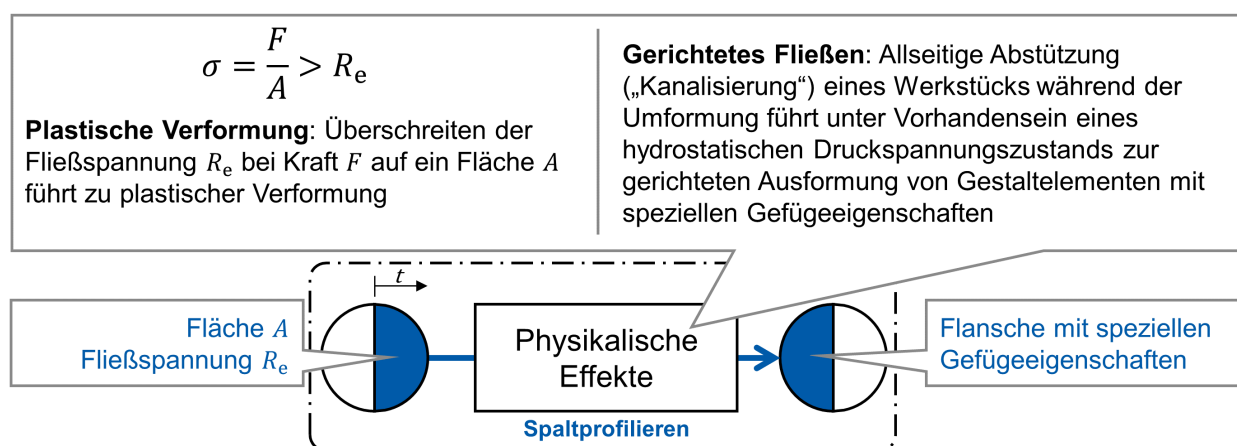 σ = F/A > Rₑ
Plastische Verformung: Überschreiten der
Fließspannung Rₑ bei Kraft F auf ein Fläche A
führt zu plastischer Verformung
Gerichtetes Fließen: Allseitige Abstützung
(„Kanalisierung“) eines Werkstücks während der
Umformung führt unter Vorhandensein eines
hydrostatischen Druckspannungszustands zur
gerichteten Ausformung von Gestaltelementen mit
speziellen Gefügeeigenschaften
t
Fläche A
Fließspannung Rₑ
Physikalische
Effekte
Flansche mit speziellen
Gefügeeigenschaften
Spaltprofilieren